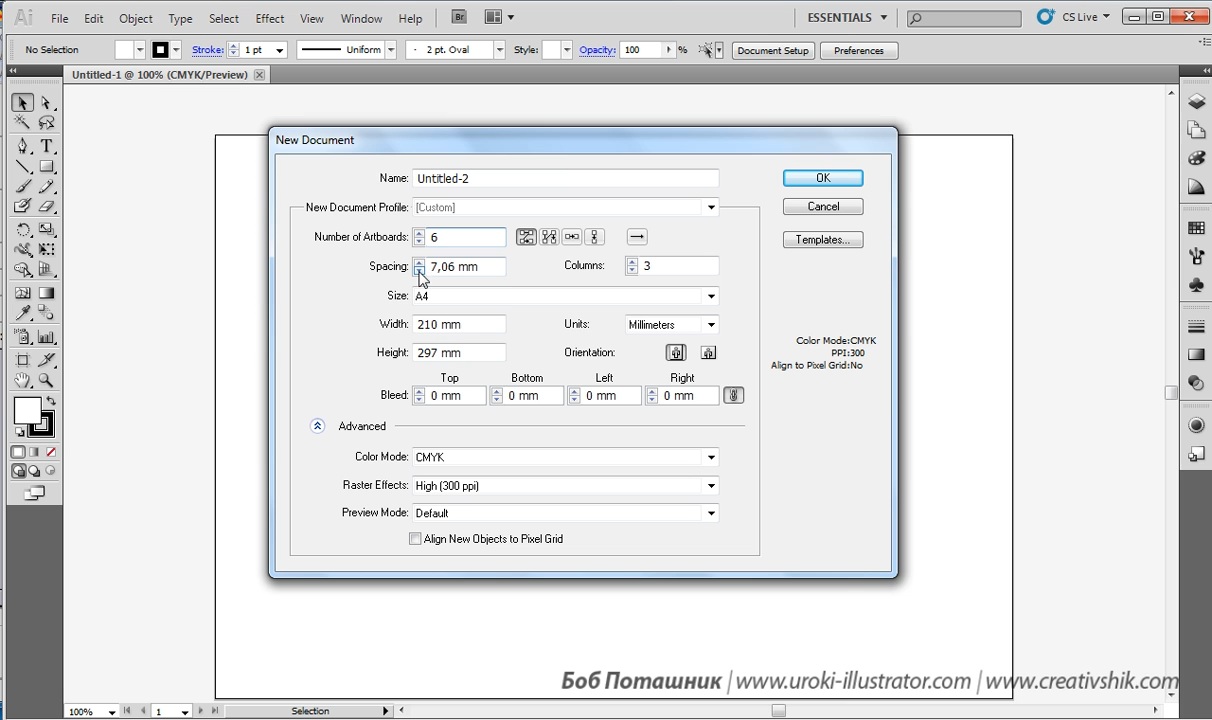 Ai File Edit Object Type Select Effect View Window Help Br ESSENTIALS CS Live
No Selection Stroke: 1 pt Uniform 2 pt. Oval Style: Opacity: 100 % Document Setup Preferences
Untitled-1 @ 100% (CMYK/Preview)
New Document
Name: Untitled-2 OK
New Document Profile: [Custom] Cancel
Number of Artboards: 6 Templates...
Spacing: 7,06 mm Columns: 3
Size: A4
Width: 210 mm Units: Millimeters
Color Mode:CMYK
Height: 297 mm Orientation: PPI:300
Align to Pixel Grid:No
Top Bottom Left Right
Bleed: 0 mm 0 mm 0 mm 0 mm
Advanced
Color Mode: CMYK
Raster Effects: High (300 ppi)
Preview Mode: Default
Align New Objects to Pixel Grid
Боб Поташник | www.uroki-illustrator.com | www.creativshik.com
100% 1 Selection